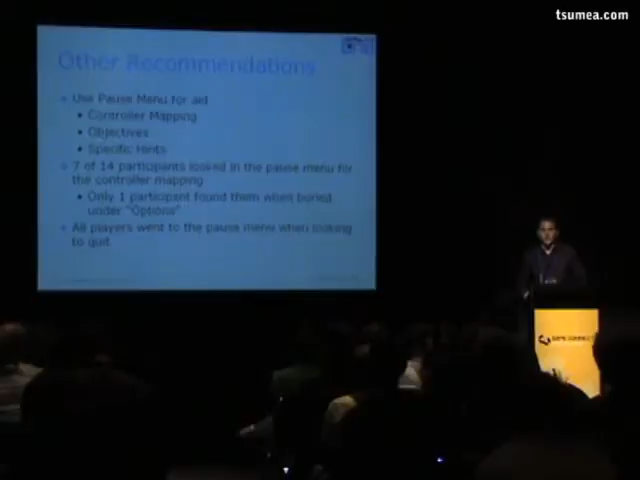 tsumea.com
Other Recommendations
Use Pause Menu for aid
Controller Mapping
Objectives
Specific Hints
7 of 14 participants looked in the pause menu for
the controller mapping
Only 1 participant found them when buried
under "Options"
All players went to the pause menu when looking
to quit